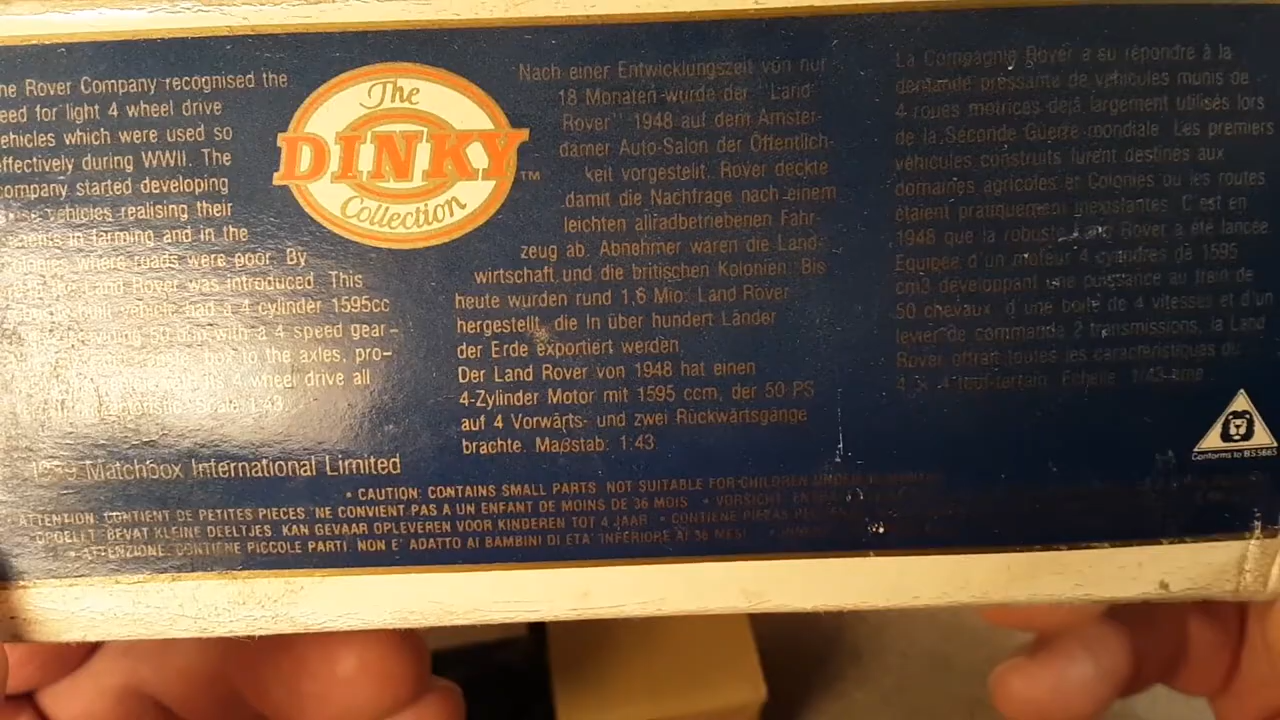 ne Rover Company recognised the
eed for light 4 wheel drive
ehicles which were used so
ffectively during WWII. The
ompany started developing
vehicles realising their
in farming and in the
where roads were poor. By
Land Rover was introduced. This
vehicle had a 4 cylinder 1595cc
50 bhp with a 4 speed gear-
box to the axles, pro-
wheel drive all
Scale 1:43.
The
DINKY
Collection
TM
Nach einer Entwicklungszeit von nur
18 Monaten wurde der "Land
Rover" 1948 auf dem Amster-
damer Auto-Salon der Öffentlich-
keit vorgestellt. Rover deckte
damit die Nachfrage nach einem
leichten allradbetriebenen Fahr-
zeug ab. Abnehmer waren die Land-
wirtschaft und die britischen Kolonien. Bis
heute wurden rund 1,6 Mio. Land Rover
hergestellt, die In über hundert Länder
der Erde exportiert werden.
Der Land Rover von 1948 hat einen
4-Zylinder Motor mit 1595 ccm, der 50 PS
auf 4 Vorwärts- und zwei Rückwärtsgänge
brachte. Maßstab: 1:43.
La Compagnie Rover a su répondre à la
demande pressante de véhicules munis de
4 roues motrices déjà largement utilisés lors
de la Seconde Guerre mondiale. Les premiers
véhicules construits furent destinés aux
domaines agricoles et Colonies où les routes
étaient pratiquement inexistantes. C'est en
1948 que la robuste Land Rover a été lancée.
Equipée d'un moteur 4 cylindres de 1595
cm3 développant une puissance au frein de
50 chevaux, d'une boîte de 4 vitesses et d'un
levier de commande 2 transmissions, la Land
Rover offrait toutes les caractéristiques du
4 x 4 tout-terrain. Echelle: 1/43 ème
Matchbox International Limited
• CAUTION: CONTAINS SMALL PARTS. NOT SUITABLE FOR CHILDREN UNDER
ATTENTION: CONTIENT DE PETITES PIECES. NE CONVIENT PAS A UN ENFANT DE MOINS DE 36 MOIS • VORSICHT:
OPGELET: BEVAT KLEINE DEELTJES. KAN GEVAAR OPLEVEREN VOOR KINDEREN TOT 4 JAAR • CONTIENE PIEZAS
• ATTENZIONE: CONTIENE PICCOLE PARTI. NON E' ADATTO AI BAMBINI DI ETA' INFERIORE AI 36 MESI
Conforms to BS 5665